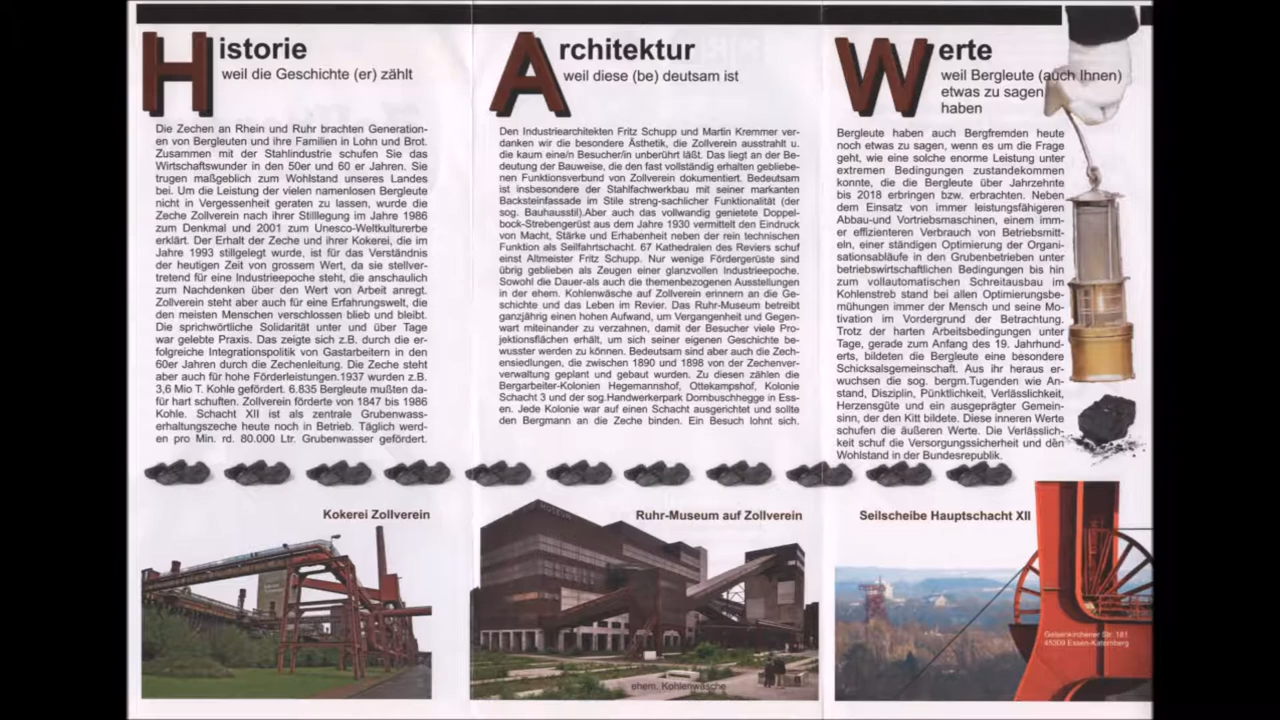 Historie
weil die Geschichte (er) zählt
Die Zechen an Rhein und Ruhr brachten Generation-
en von Bergleuten und ihre Familien in Lohn und Brot.
Zusammen mit der Stahlindustrie schufen Sie das
Wirtschaftswunder in den 50er und 60 er Jahren. Sie
trugen maßgeblich zum Wohlstand unseres Landes
bei. Um die Leistung der vielen namenlosen Bergleute
nicht in Vergessenheit geraten zu lassen, wurde die
Zeche Zollverein nach ihrer Stilllegung im Jahre 1986
zum Denkmal und 2001 zum Unesco-Weltkulturerbe
erklärt. Der Erhalt der Zeche und ihrer Kokerei, die im
Jahre 1993 stillgelegt wurde, ist für das Verständnis
der heutigen Zeit von grossem Wert, da sie stellver-
tretend für eine Industrieepoche steht, die anschaulich
zum Nachdenken über den Wert von Arbeit anregt.
Zollverein steht aber auch für eine Erfahrungswelt, die
den meisten Menschen verschlossen blieb und bleibt.
Die sprichwörtliche Solidarität unter und über Tage
war gelebte Praxis. Das zeigte sich z.B. durch die er-
folgreiche Integrationspolitik von Gastarbeitern in den
60er Jahren durch die Zechenleitung. Die Zeche steht
aber auch für hohe Förderleistungen.1937 wurden z.B.
3,6 Mio T. Kohle gefördert. 6.835 Bergleute mußten da-
für hart schuften. Zollverein förderte von 1847 bis 1986
Kohle. Schacht XII ist als zentrale Grubenwass-
erhaltungszeche heute noch in Betrieb. Täglich werd-
en pro Min. rd. 80.000 Ltr. Grubenwasser gefördert.
Architektur
weil diese (be) deutsam ist
Den Industriearchitekten Fritz Schupp und Martin Kremmer ver-
danken wir die besondere Ästhetik, die Zollverein ausstrahlt u.
die kaum eine/n Besucher/in unberührt läßt. Das liegt an der Be-
deutung der Bauweise, die den fast vollständig erhalten gebliebe-
nen Funktionsverbund von Zollverein dokumentiert. Bedeutsam
ist insbesondere der Stahlfachwerkbau mit seiner markanten
Backsteinfassade im Stile streng-sachlicher Funktionalität (der
sog. Bauhausstil).Aber auch das vollwandig genietete Doppel-
bock-Strebengerüst aus dem Jahre 1930 vermittelt den Eindruck
von Macht, Stärke und Erhabenheit neben der rein technischen
Funktion als Seilfahrtschacht. 67 Kathedralen des Reviers schuf
einst Altmeister Fritz Schupp. Nur wenige Fördergerüste sind
übrig geblieben als Zeugen einer glanzvollen Industrieepoche.
Sowohl die Dauer-als auch die themenbezogenen Ausstellungen
in der ehem. Kohlenwäsche auf Zollverein erinnern an die Ge-
schichte und das Leben im Revier. Das Ruhr-Museum betreibt
ganzjährig einen hohen Aufwand, um Vergangenheit und Gegen-
wart miteinander zu verzahnen, damit der Besucher viele Pro-
jektionsflächen erhält, um sich seiner eigenen Geschichte be-
wusster werden zu können. Bedeutsam sind aber auch die Zech-
ensiedlungen, die zwischen 1890 und 1898 von der Zechenver-
verwaltung geplant und gebaut wurden. Zu diesen zählen die
Bergarbeiter-Kolonien Hegemannshof, Ottekampshof, Kolonie
Schacht 3 und der sog.Handwerkerpark Dornbuschhegge in Ess-
en. Jede Kolonie war auf einen Schacht ausgerichtet und sollte
den Bergmann an die Zeche binden. Ein Besuch lohnt sich.
Werte
weil Bergleute (auch Ihnen)
etwas zu sagen
haben
Bergleute haben auch Bergfremden heute
noch etwas zu sagen, wenn es um die Frage
geht, wie eine solche enorme Leistung unter
extremen Bedingungen zustandekommen
konnte, die die Bergleute über Jahrzehnte
bis 2018 erbringen bzw. erbrachten. Neben
dem Einsatz von immer leistungsfähigeren
Abbau-und Vortriebsmaschinen, einem imm-
er effizienteren Verbrauch von Betriebsmitt-
eln, einer ständigen Optimierung der Organi-
sationsabläufe in den Grubenbetrieben unter
betriebswirtschaftlichen Bedingungen bis hin
zum vollautomatischen Schreitausbau im
Kohlenstreb stand bei allen Optimierungsbe-
mühungen immer der Mensch und seine Mo-
tivation im Vordergrund der Betrachtung.
Trotz der harten Arbeitsbedingungen unter
Tage, gerade zum Anfang des 19. Jahrhund-
erts, bildeten die Bergleute eine besondere
Schicksalsgemeinschaft. Aus ihr heraus er-
wuchsen die sog. bergm.Tugenden wie An-
stand, Disziplin, Pünktlichkeit, Verlässlichkeit,
Herzensgüte und ein ausgeprägter Gemein-
sinn, der den Kitt bildete. Diese inneren Werte
schufen die äußeren Werte. Die Verlässlich-
keit schuf die Versorgungssicherheit und den
Wohlstand in der Bundesrepublik.
Kokerei Zollverein
Ruhr-Museum auf Zollverein
ehem. Kohlenwäsche
Seilscheibe Hauptschacht XII
Gelsenkirchener Str. 181
45309 Essen-Katernberg